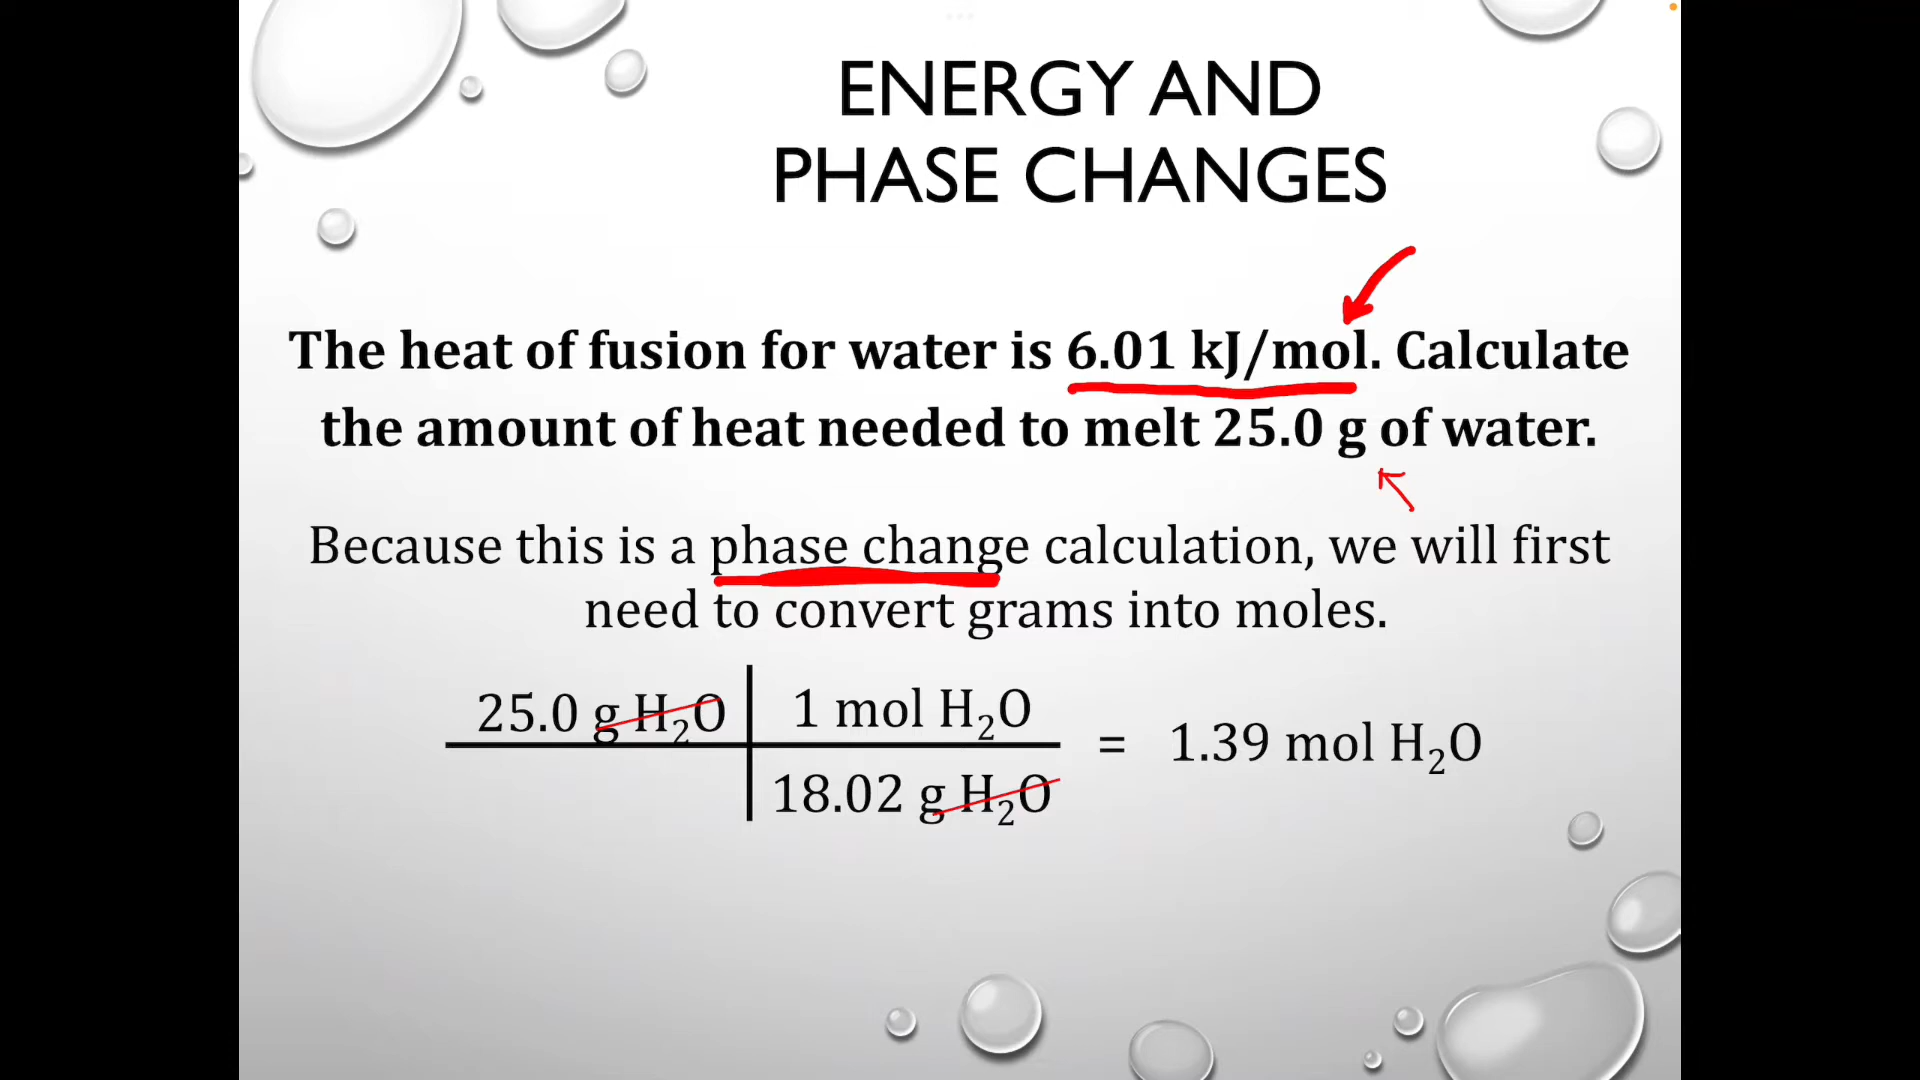 ENERGY AND
PHASE CHANGES
The heat of fusion for water is 6.01 kJ/mol. Calculate
the amount of heat needed to melt 25.0 g of water.
Because this is a phase change calculation, we will first
need to convert grams into moles.
25.0 g H₂O | 1 mol H₂O
18.02 g H₂O
= 1.39 mol H₂O